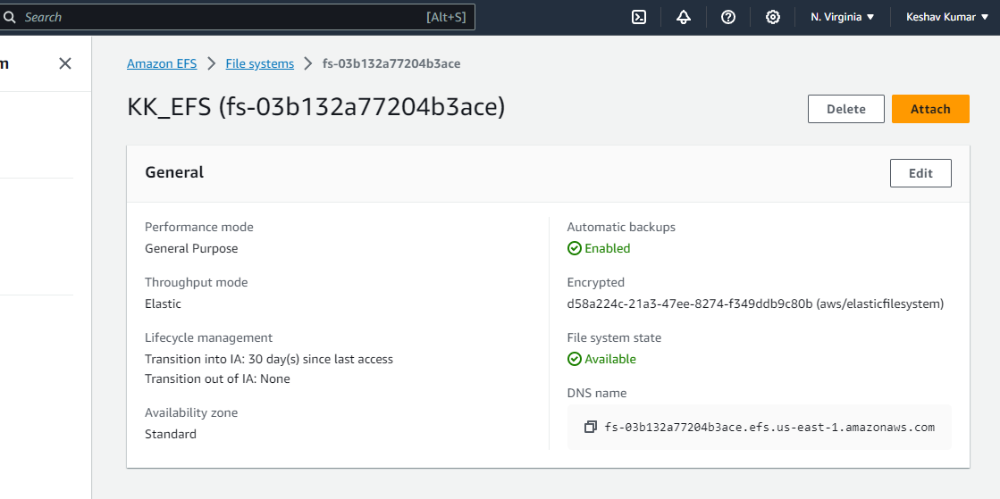 Search [Alt+S] N. Virginia Keshav Kumar
m
Amazon EFS File systems fs-03b132a77204b3ace
KK_EFS (fs-03b132a77204b3ace)
Delete Attach
General
Edit
Performance mode
General Purpose
Throughput mode
Elastic
Lifecycle management
Transition into IA: 30 day(s) since last access
Transition out of IA: None
Availability zone
Standard
Automatic backups
Enabled
Encrypted
d58a224c-21a3-47ee-8274-f349ddb9c80b (aws/elasticfilesystem)
File system state
Available
DNS name
fs-03b132a77204b3ace.efs.us-east-1.amazonaws.com